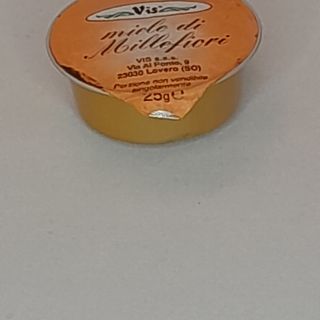 Vis
miele di
Millefiori
VIS s.r.l.
Via Al Ponte, 9
23030 Lovero (SO)
Porzione non vendibile
singolarmente
25g e